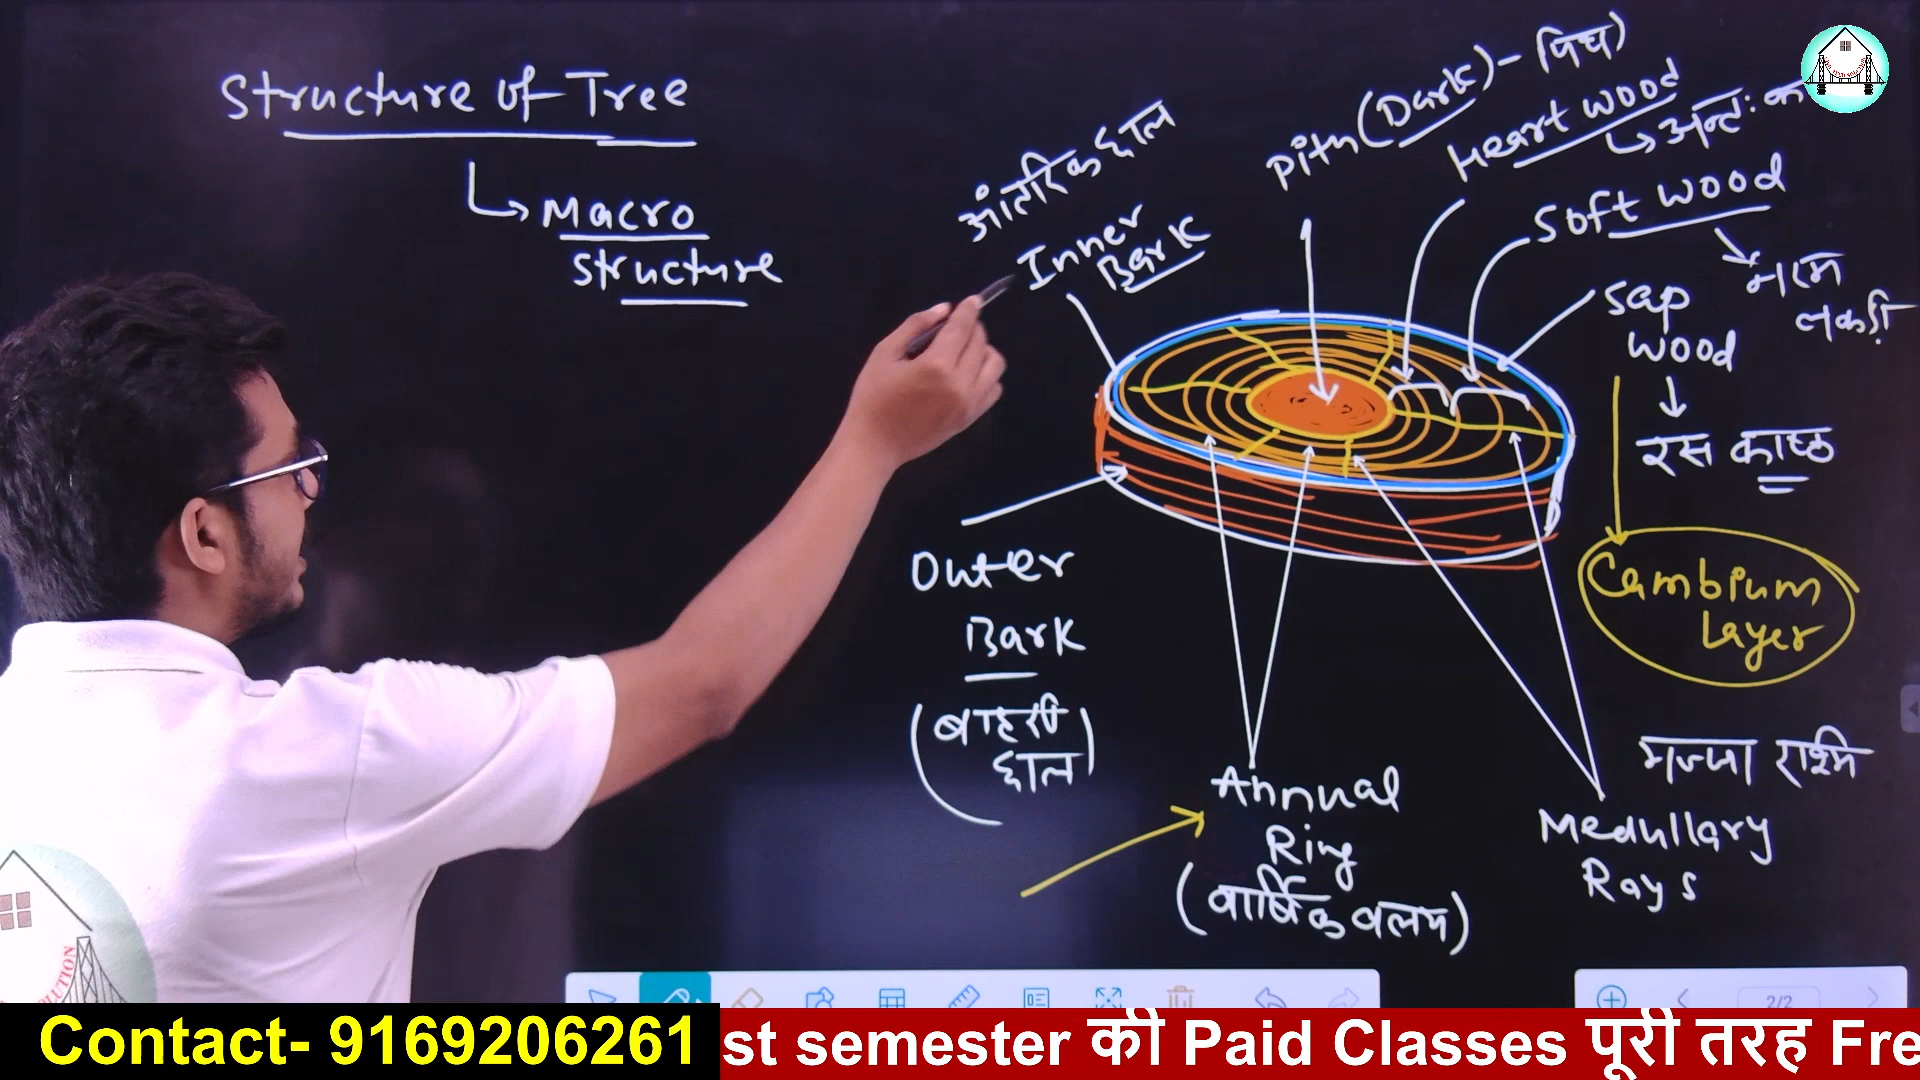 Structure of Tree
Macro
structure
आंतरिक छाल
Inner
Bark
Pith (Dark) - पिथ)
Heart wood
Soft wood
नरम
लकड़ी
Sap
wood
रस काष्ठ
Cambium
Layer
Outer
Bark
(बाहरी
छाल)
Annual
Ring
(वार्षिक वलय)
मज्जा रश्मि
Medullary
Rays
2/2
Contact- 9169206261
st semester की Paid Classes पूरी तरह Fre